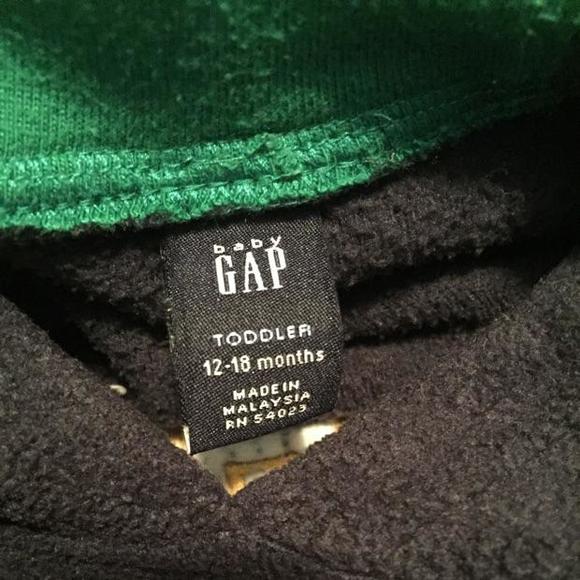 baby
GAP
TODDLER
12-18 months
MADE IN
MALAYSIA
RN 54023